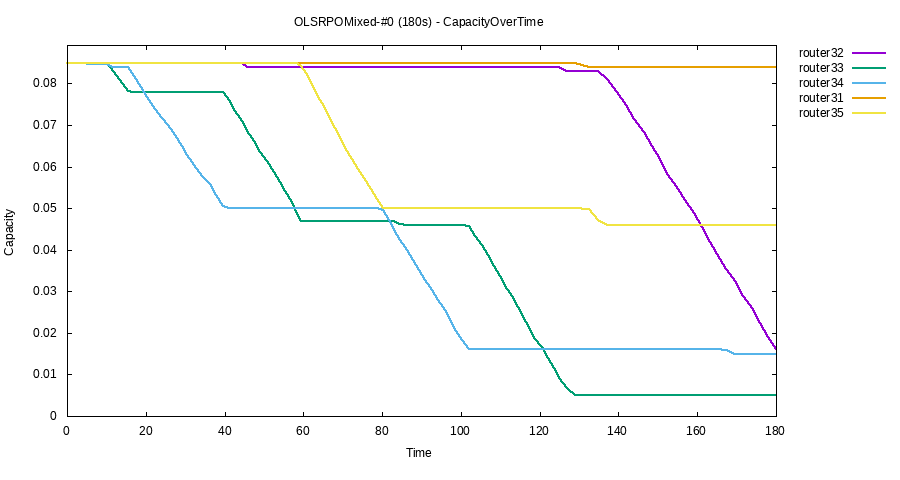 OLSRPOMixed-#0 (180s) - CapacityOverTime
router32
router33
router34
router31
router35
0.08
0.07
0.06
0.05
0.04
0.03
0.02
0.01
0
Capacity
0 20 40 60 80 100 120 140 160 180
Time